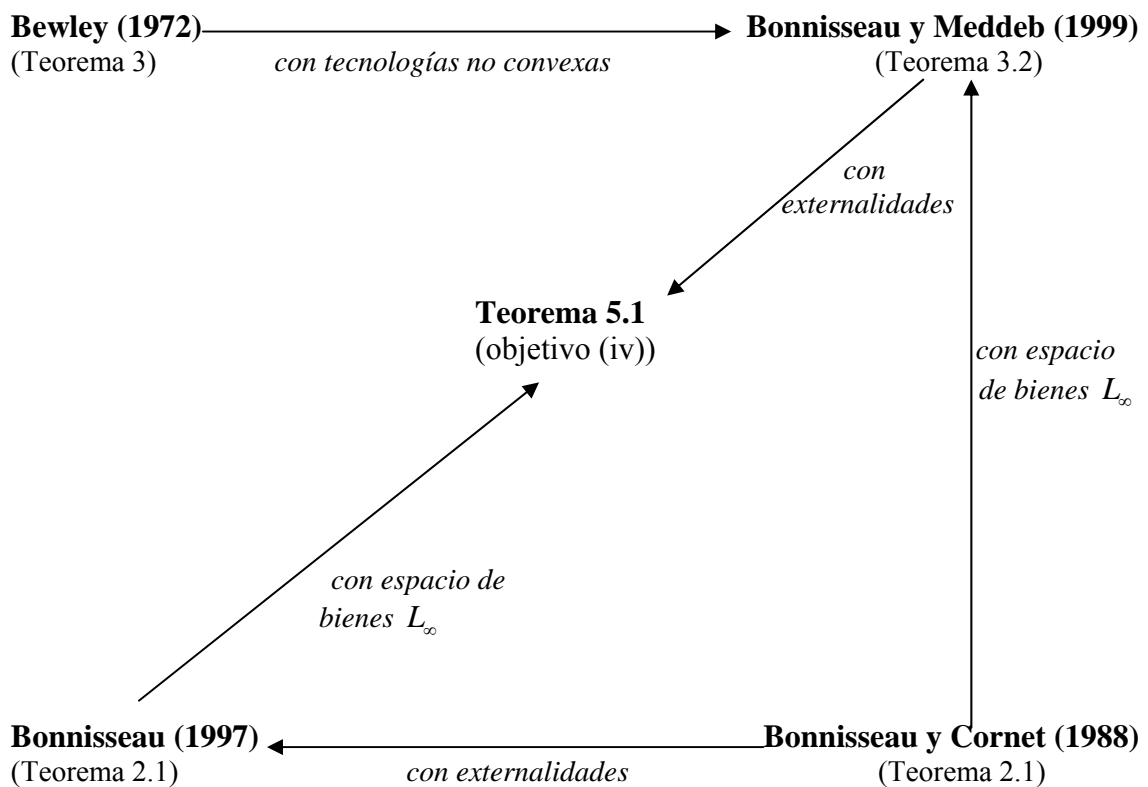 Bewley (1972)
(Teorema 3)
con tecnologías no convexas
Bonnisseau y Meddeb (1999)
(Teorema 3.2)
con
externalidades
Teorema 5.1
(objetivo (iv))
con espacio
de bienes L∞
con espacio de
bienes L∞
Bonnisseau (1997)
(Teorema 2.1)
con externalidades
Bonnisseau y Cornet (1988)
(Teorema 2.1)